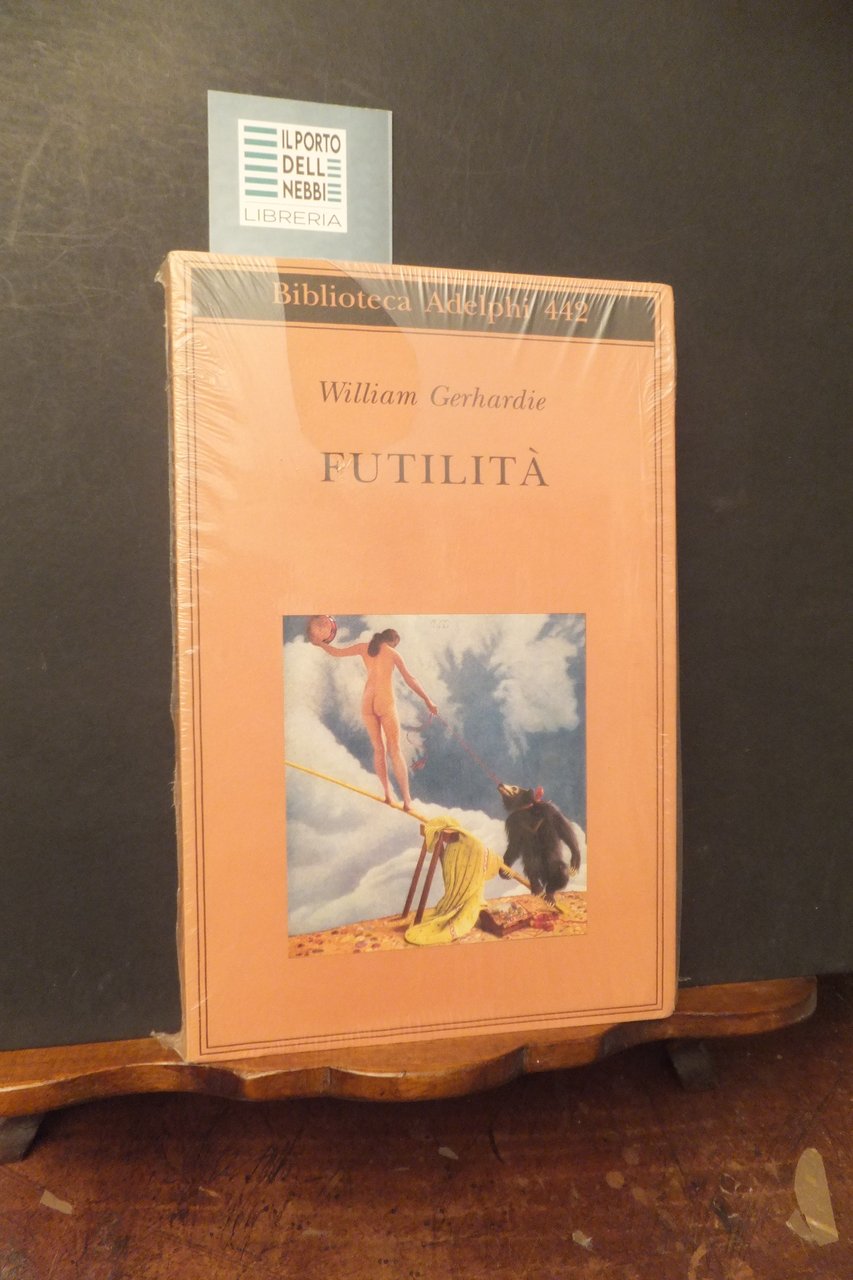 IL PORTO
DELL
NEBBI
LIBRERIA
Biblioteca Adelphi 442
William Gerhardie
FUTILITÀ